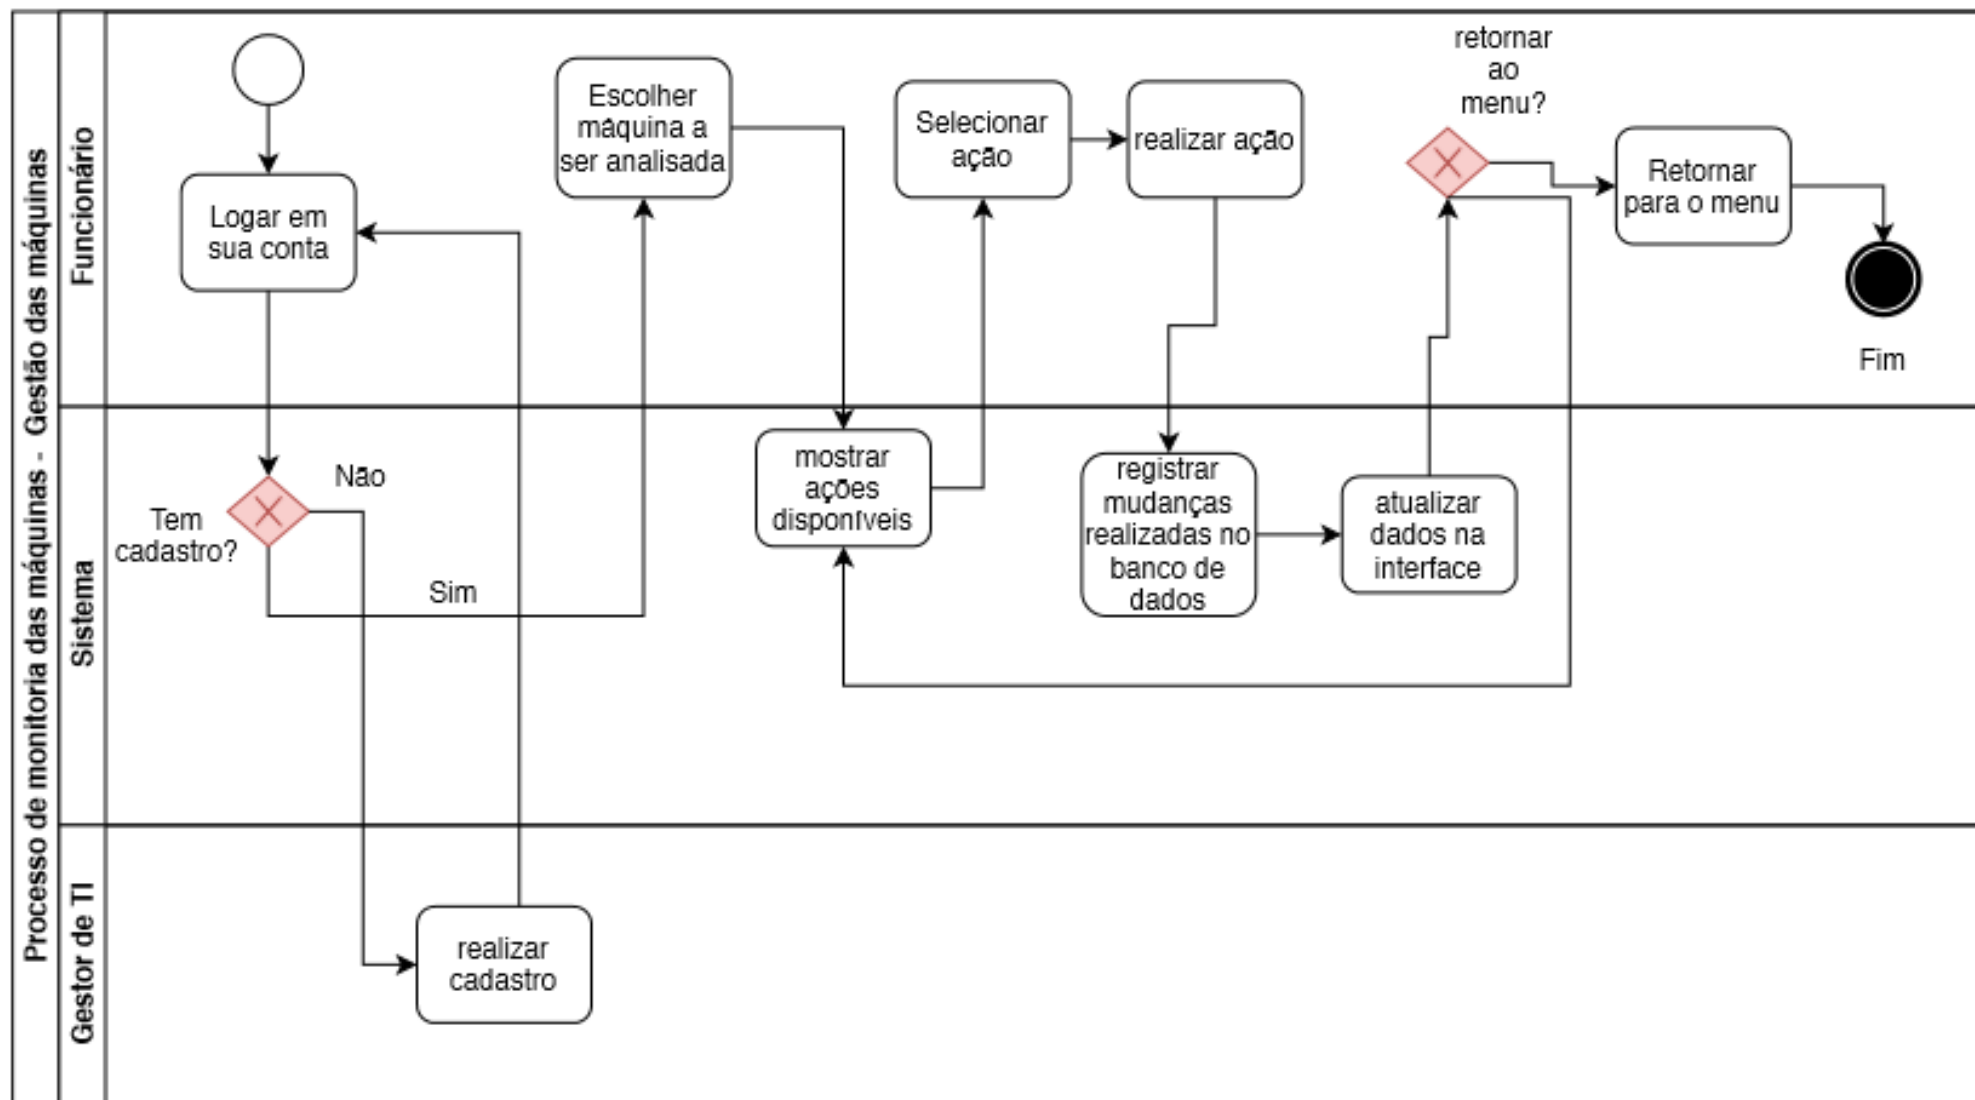 Processo de monitoria das máquinas - Gestão das máquinas
Funcionário
Logar em
sua conta
Escolher
máquina a
ser analisada
Selecionar
ação
realizar ação
retornar
ao
menu?
Retornar
para o menu
Fim
Sistema
Tem
cadastro?
Não
Sim
mostrar
ações
disponíveis
registrar
mudanças
realizadas no
banco de
dados
atualizar
dados na
interface
Gestor de TI
realizar
cadastro